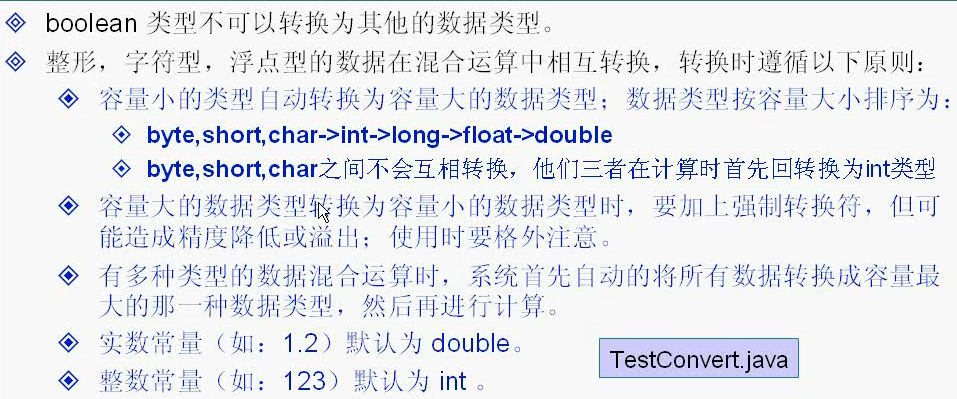 boolean 类型不可以转换为其他的数据类型。
整形，字符型，浮点型的数据在混合运算中相互转换，转换时遵循以下原则：
容量小的类型自动转换为容量大的数据类型；数据类型按容量大小排序为：
byte,short,char->int->long->float->double
byte,short,char之间不会互相转换，他们三者在计算时首先回转换为int类型
容量大的数据类型转换为容量小的数据类型时，要加上强制转换符，但可
能造成精度降低或溢出；使用时要格外注意。
有多种类型的数据混合运算时，系统首先自动的将所有数据转换成容量最
大的那一种数据类型，然后再进行计算。
实数常量（如：1.2）默认为 double。
整数常量（如：123）默认为 int 。
TestConvert.java